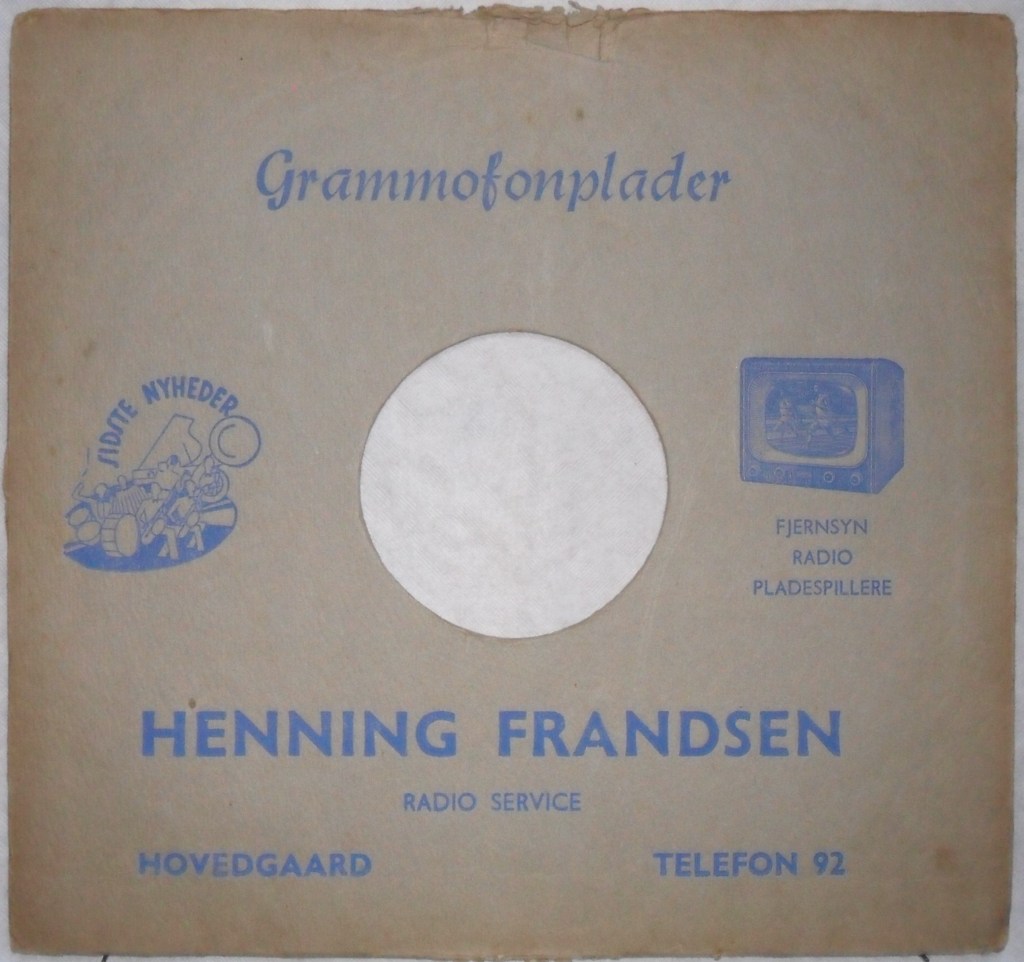 Grammofonplader
SIDSTE NYHEDER
FJERNSYN
RADIO
PLADESPILLERE
HENNING FRANDSEN
RADIO SERVICE
HOVEDGAARD TELEFON 92